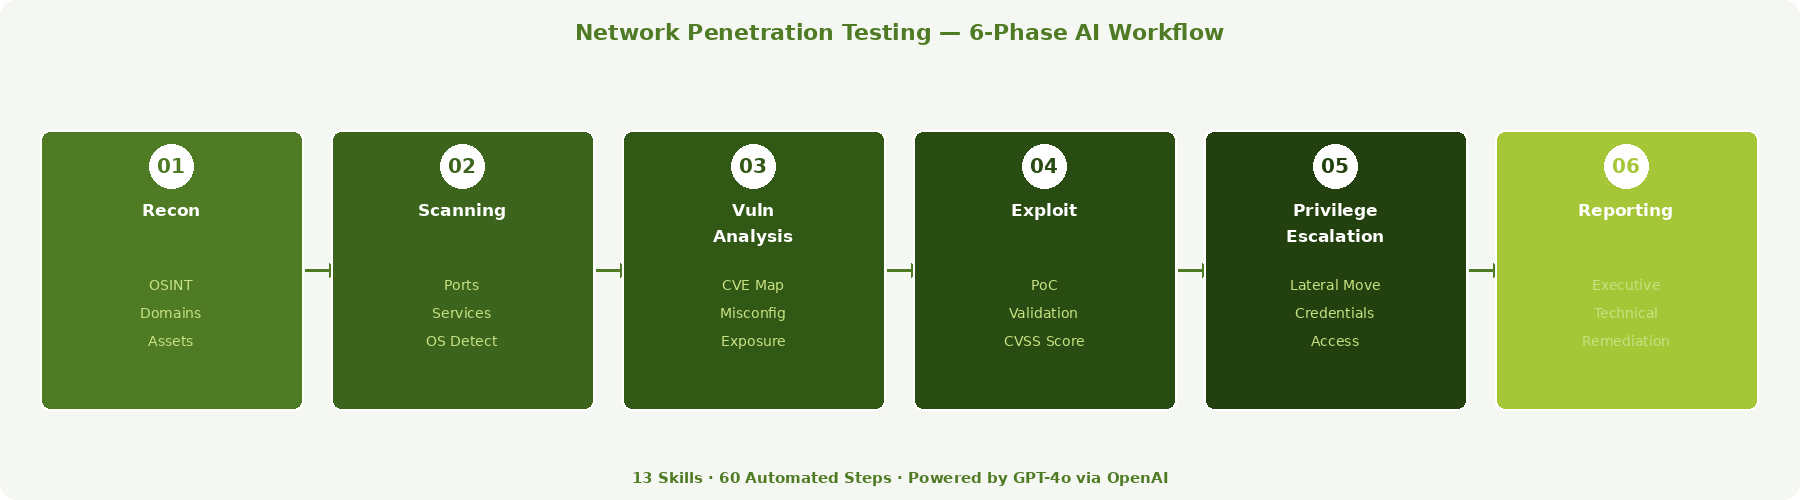 Network Penetration Testing — 6-Phase AI Workflow
01
Recon
OSINT
Domains
Assets
02
Scanning
Ports
Services
OS Detect
03
Vuln
Analysis
CVE Map
Misconfig
Exposure
04
Exploit
PoC
Validation
CVSS Score
05
Privilege
Escalation
Lateral Move
Credentials
Access
06
Reporting
Executive
Technical
Remediation
13 Skills · 60 Automated Steps · Powered by GPT-4o via OpenAI